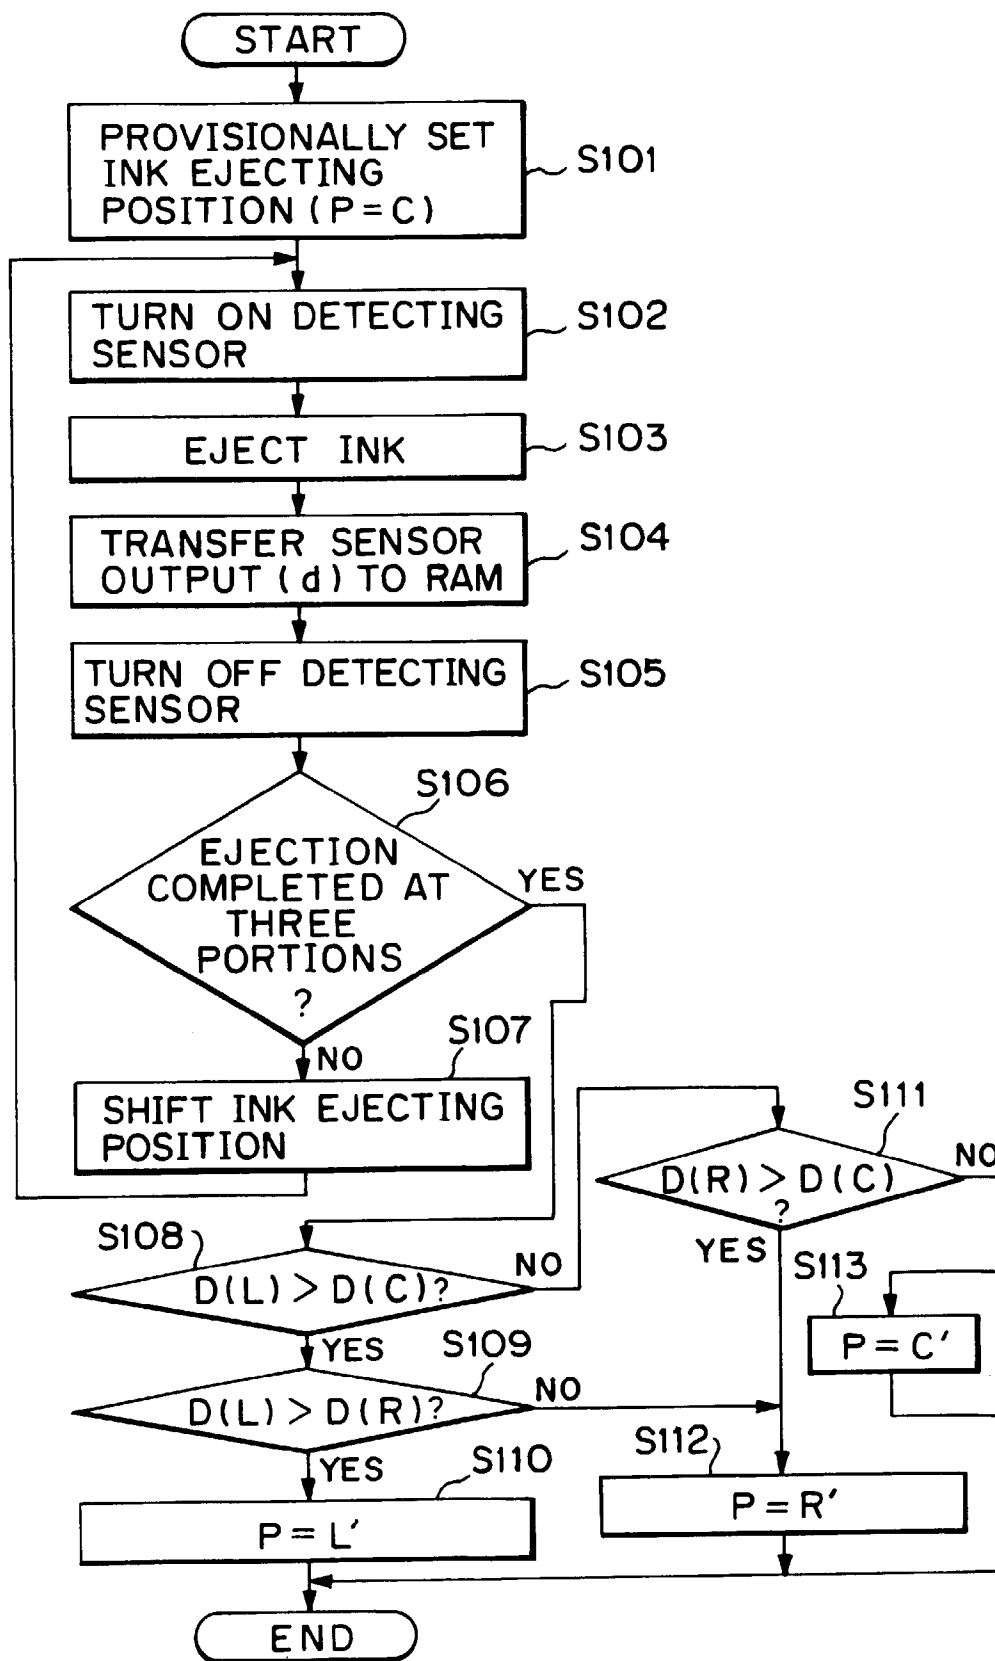 START
PROVISIONALLY SET
INK EJECTING
POSITION (P=C)
S101
TURN ON DETECTING
SENSOR
S102
EJECT INK
S103
TRANSFER SENSOR
OUTPUT (d) TO RAM
S104
TURN OFF DETECTING
SENSOR
S105
S106
EJECTION
COMPLETED AT
THREE
PORTIONS
?
YES
NO
S107
SHIFT INK EJECTING
POSITION
S108
D(L) > D(C)?
NO
YES
S109
D(L) > D(R)?
NO
YES
S110
P = L'
S111
D(R) > D(C)
?
NO
YES
S113
P = C'
S112
P = R'
END